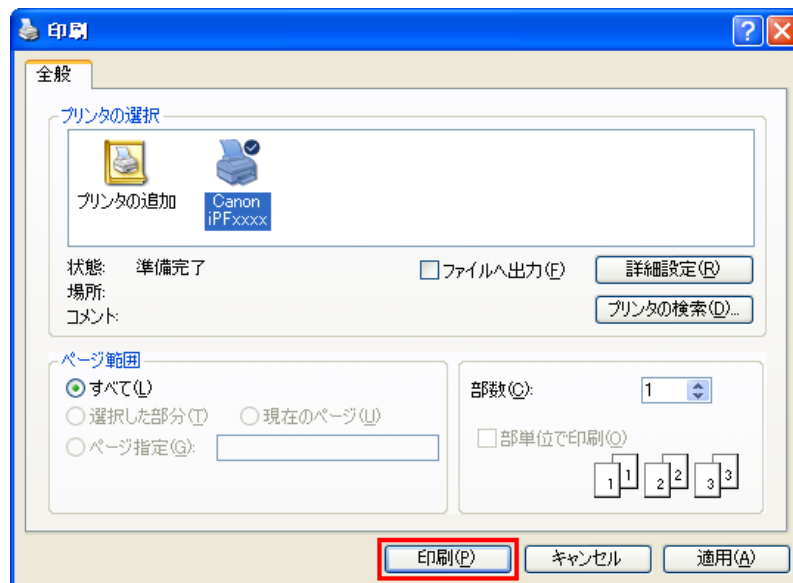 印刷
全般
プリンタの選択
プリンタの追加
Canon
iPFxxxx
状態: 準備完了
ファイルへ出力(F)
詳細設定(R)
場所:
プリンタの検索(D)...
コメント:
ページ範囲
すべて(L)
選択した部分(T) 現在のページ(U)
ページ指定(G):
部数(C): 1
部単位で印刷(O)
1 1 2 2 3 3
印刷(P) キャンセル 適用(A)